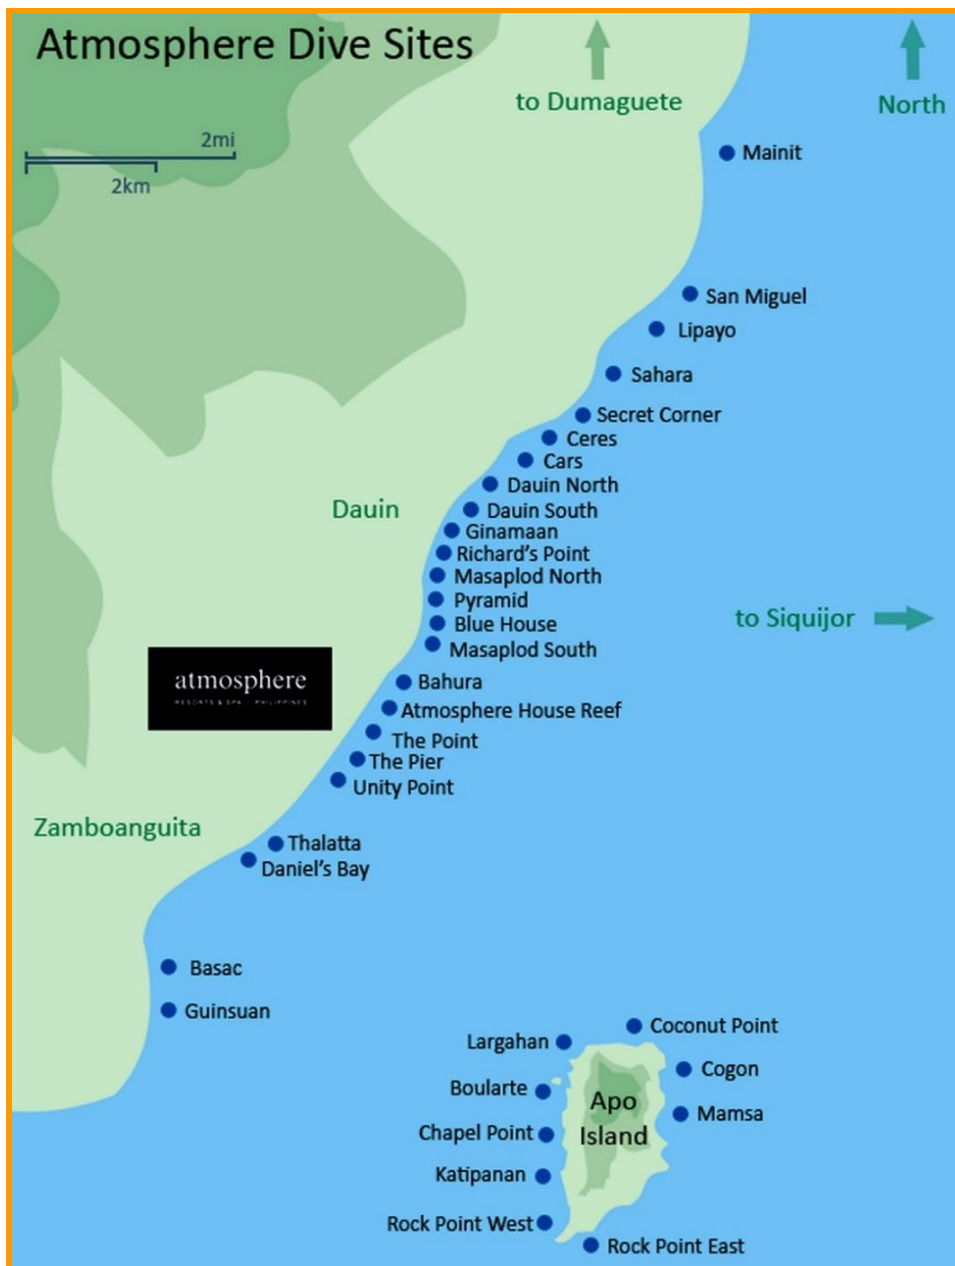 Atmosphere Dive Sites
to Dumaguete
North
2mi
2km
Mainit
San Miguel
Lipayo
Sahara
Secret Corner
Ceres
Cars
Dauin North
Dauin
Dauin South
Ginamaan
Richard's Point
Masaplod North
Pyramid
to Siquijor
Blue House
Masaplod South
atmosphere
RESORTS & SPA - PHILIPPINES
Bahura
Atmosphere House Reef
The Point
The Pier
Unity Point
Zamboanguita
Thalatta
Daniel's Bay
Basac
Guinsuan
Coconut Point
Largahan
Cogon
Boularte
Apo
Island
Mamsa
Chapel Point
Katipanan
Rock Point West
Rock Point East